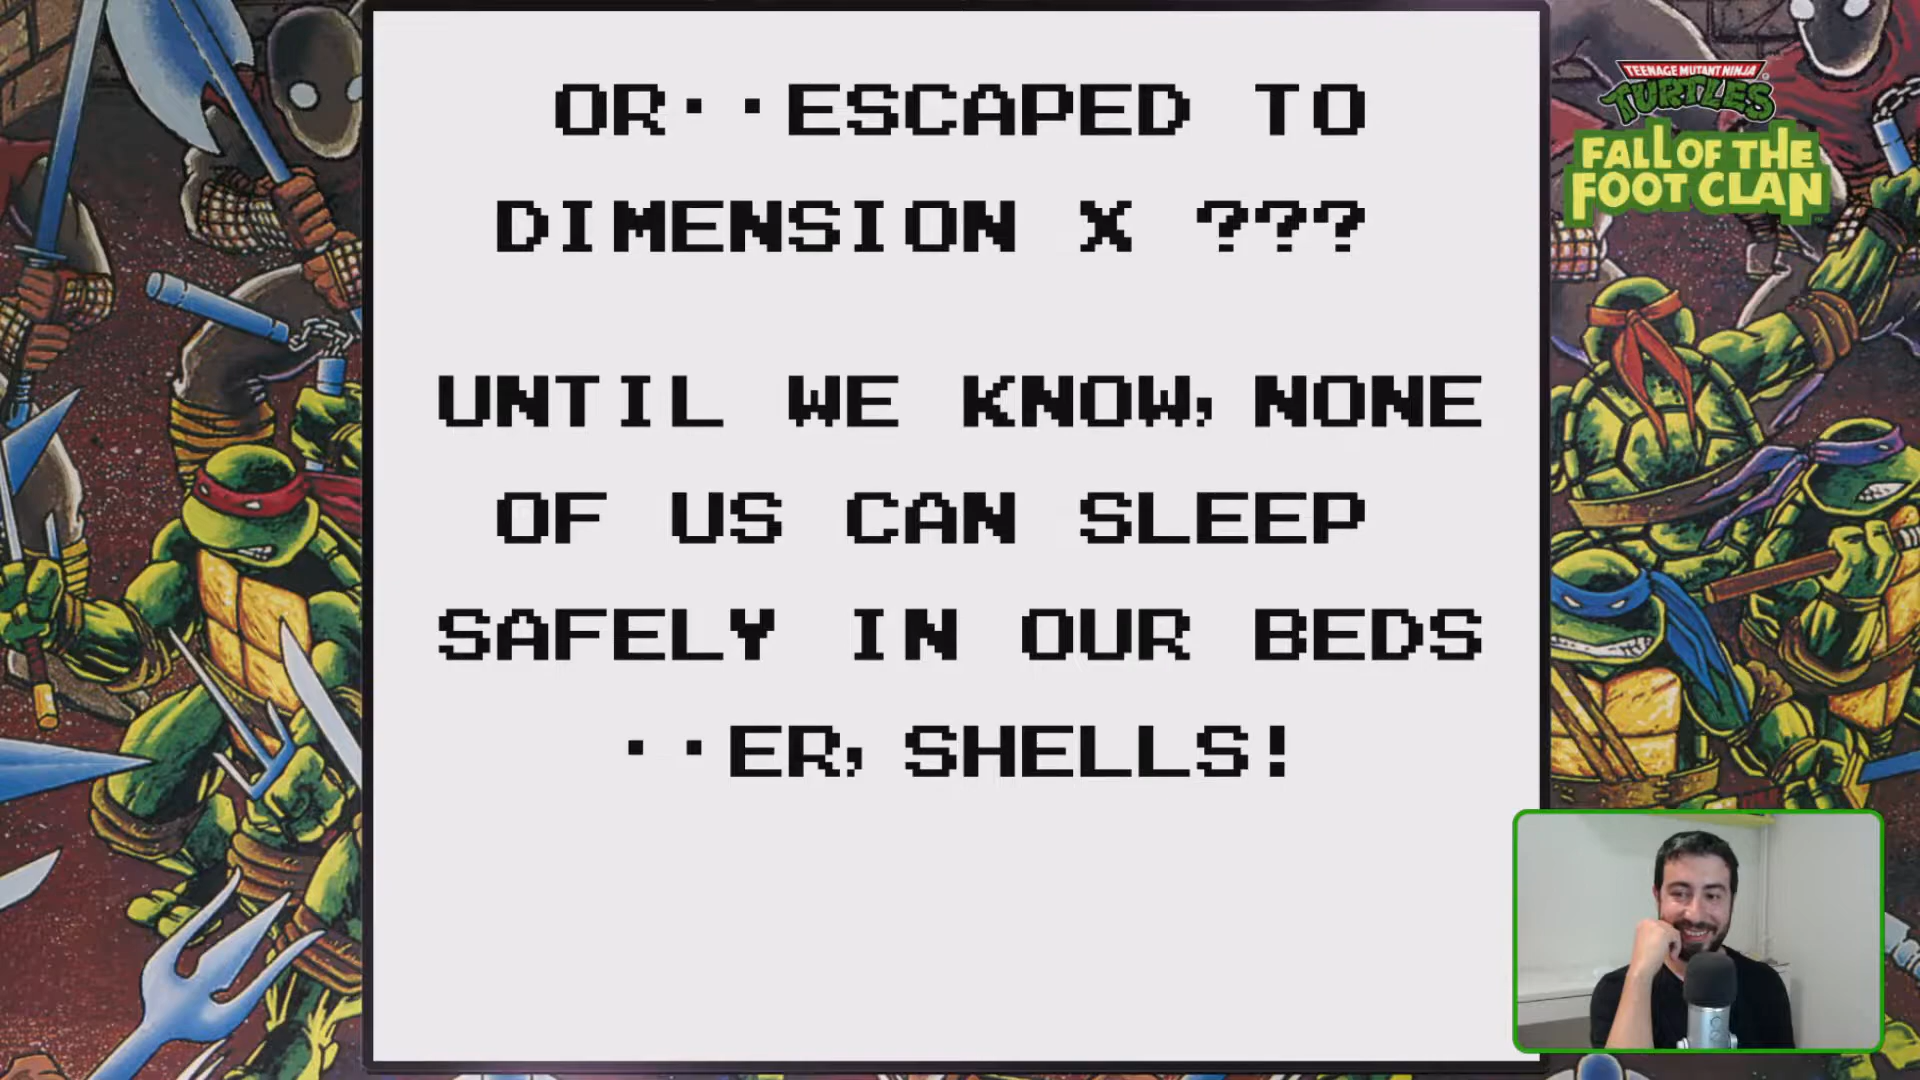 OR··ESCAPED TO
DIMENSION X ???
UNTIL WE KNOW, NONE
OF US CAN SLEEP
SAFELY IN OUR BEDS
··ER, SHELLS!
TEENAGE MUTANT NINJA
TURTLES
FALL OF THE
FOOT CLAN